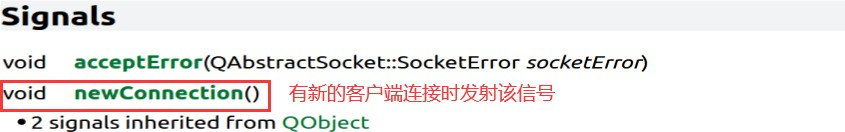 Signals
void acceptError(QAbstractSocket::SocketError socketError)
void newConnection() 有新的客户端连接时发射该信号
• 2 signals inherited from QObject